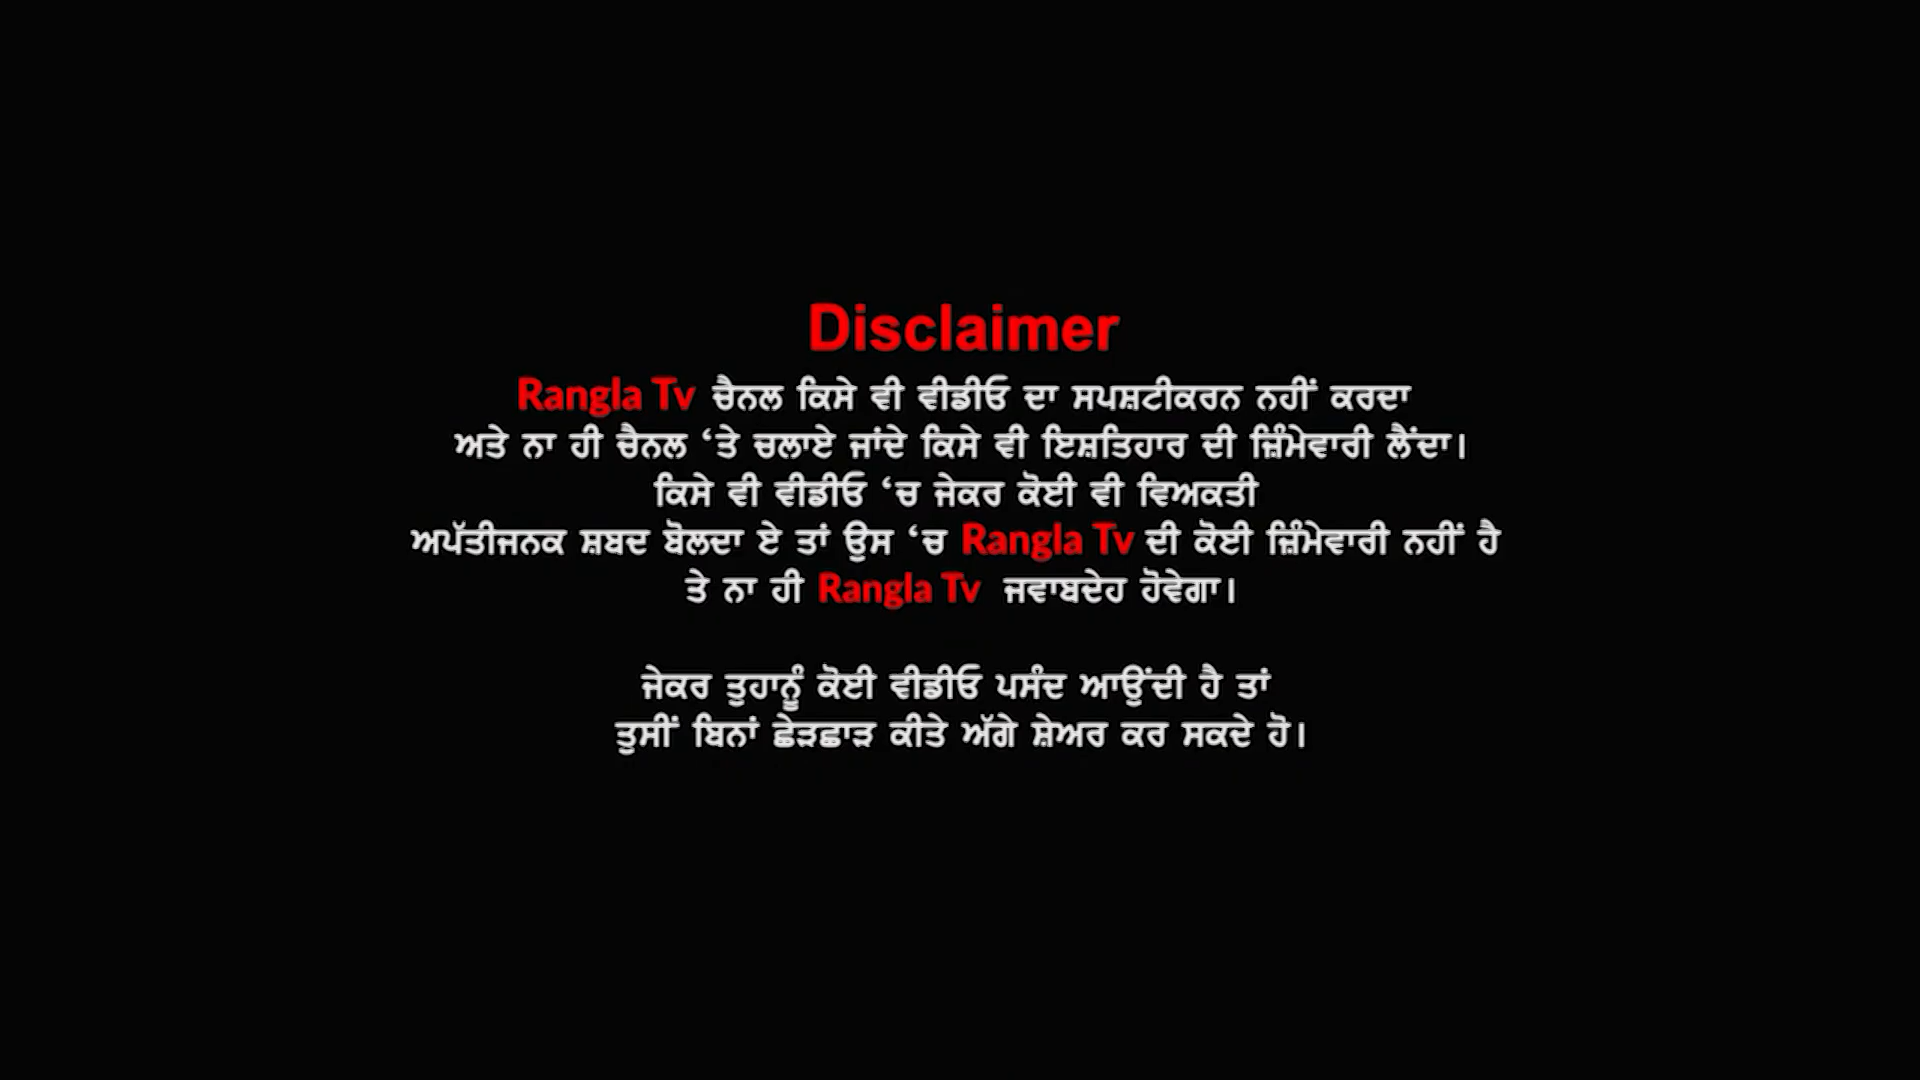 Disclaimer
Rangla Tv ਚੈਨਲ ਕਿਸੇ ਵੀ ਵੀਡੀਓ ਦਾ ਸਪਸ਼ਟੀਕਰਨ ਨਹੀਂ ਕਰਦਾ
ਅਤੇ ਨਾ ਹੀ ਚੈਨਲ ‘ਤੇ ਚਲਾਏ ਜਾਂਦੇ ਕਿਸੇ ਵੀ ਇਸ਼ਤਿਹਾਰ ਦੀ ਜ਼ਿੰਮੇਵਾਰੀ ਲੈਂਦਾ।
ਕਿਸੇ ਵੀ ਵੀਡੀਓ ‘ਚ ਜੇਕਰ ਕੋਈ ਵੀ ਵਿਅਕਤੀ
ਅਪੱਤੀਜਨਕ ਸ਼ਬਦ ਬੋਲਦਾ ਏ ਤਾਂ ਉਸ ‘ਚ Rangla Tv ਦੀ ਕੋਈ ਜ਼ਿੰਮੇਵਾਰੀ ਨਹੀਂ ਹੈ
ਤੇ ਨਾ ਹੀ Rangla Tv ਜਵਾਬਦੇਹ ਹੋਵੇਗਾ।
ਜੇਕਰ ਤੁਹਾਨੂੰ ਕੋਈ ਵੀਡੀਓ ਪਸੰਦ ਆਉਂਦੀ ਹੈ ਤਾਂ
ਤੁਸੀਂ ਬਿਨਾਂ ਛੇੜਛਾੜ ਕੀਤੇ ਅੱਗੇ ਸ਼ੇਅਰ ਕਰ ਸਕਦੇ ਹੋ।